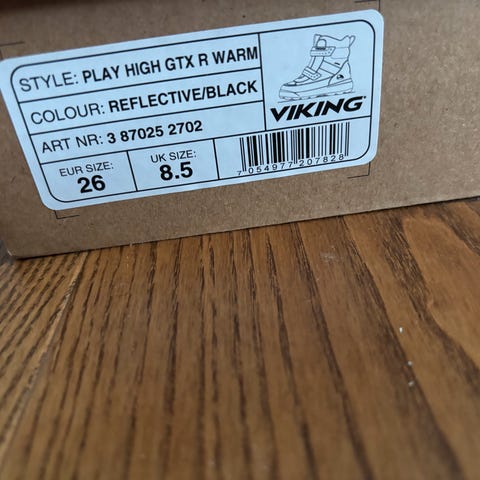 STYLE: PLAY HIGH GTX R WARM
COLOUR: REFLECTIVE/BLACK
ART NR: 3 87025 2702
VIKING
EUR SIZE:
26
UK SIZE:
8.5
7 054977 207828